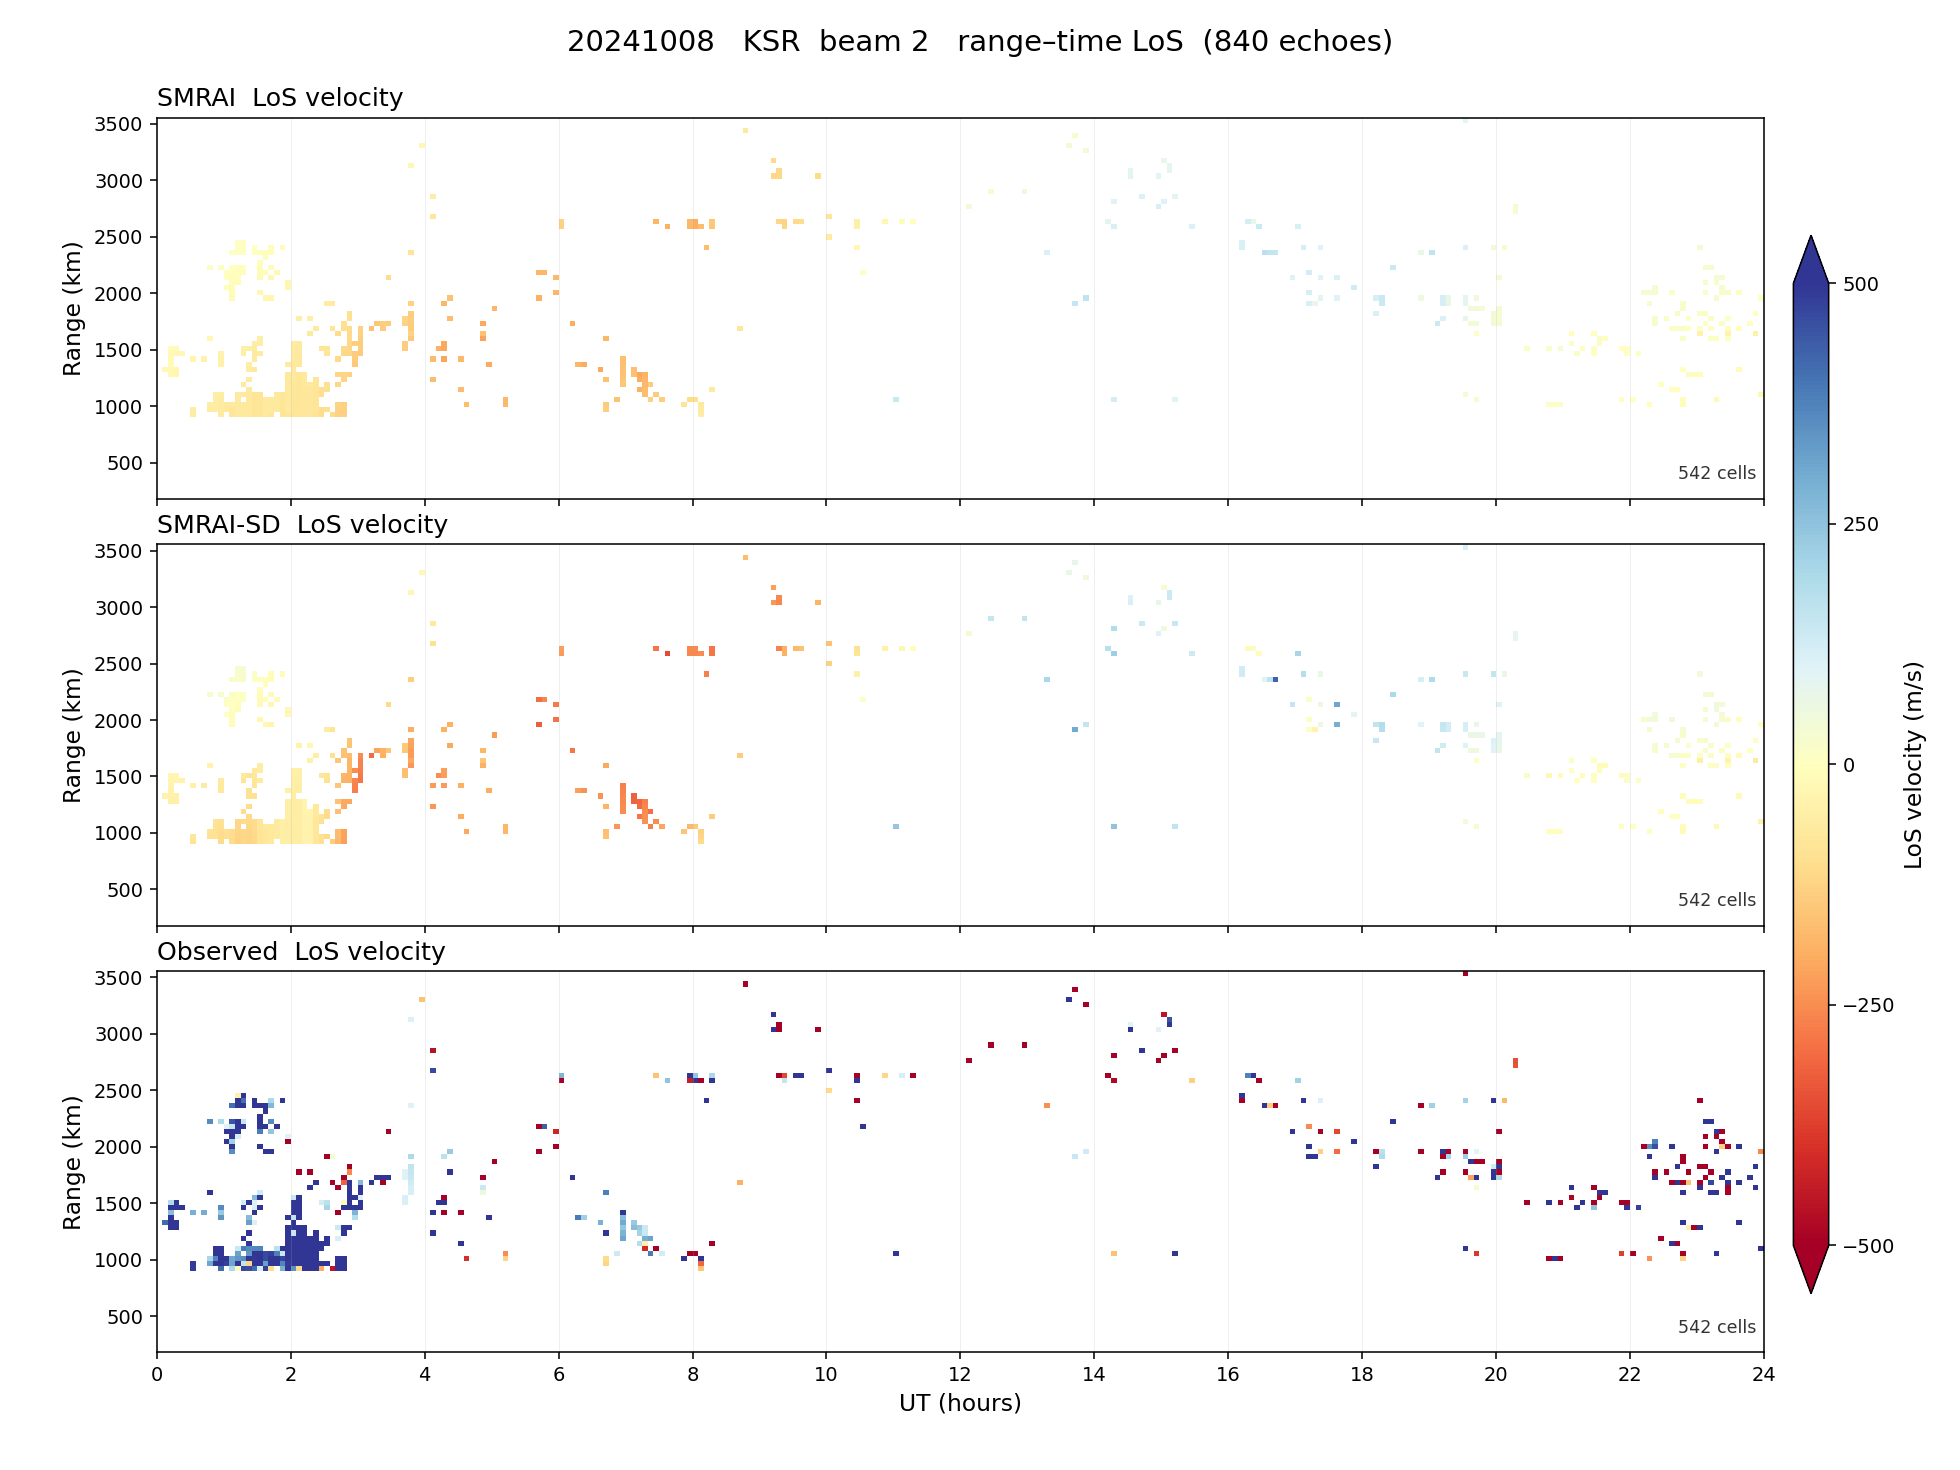 20241008   KSR  beam 2   range–time LoS  (840 echoes)
SMRAI  LoS velocity
3500
3000
2500
2000
1500
1000
500
Range (km)
542 cells
SMRAI-SD  LoS velocity
3500
3000
2500
2000
1500
1000
500
Range (km)
542 cells
Observed  LoS velocity
3500
3000
2500
2000
1500
1000
500
Range (km)
542 cells
0 2 4 6 8 10 12 14 16 18 20 22 24
UT (hours)
500
250
0
−250
−500
LoS velocity (m/s)